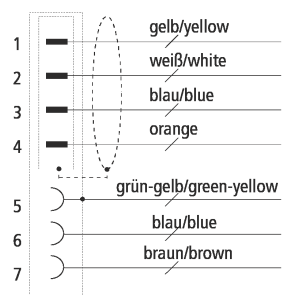 1 gelb/yellow
2 weiß/white
3 blau/blue
4 orange
5 grün-gelb/green-yellow
6 blau/blue
7 braun/brown